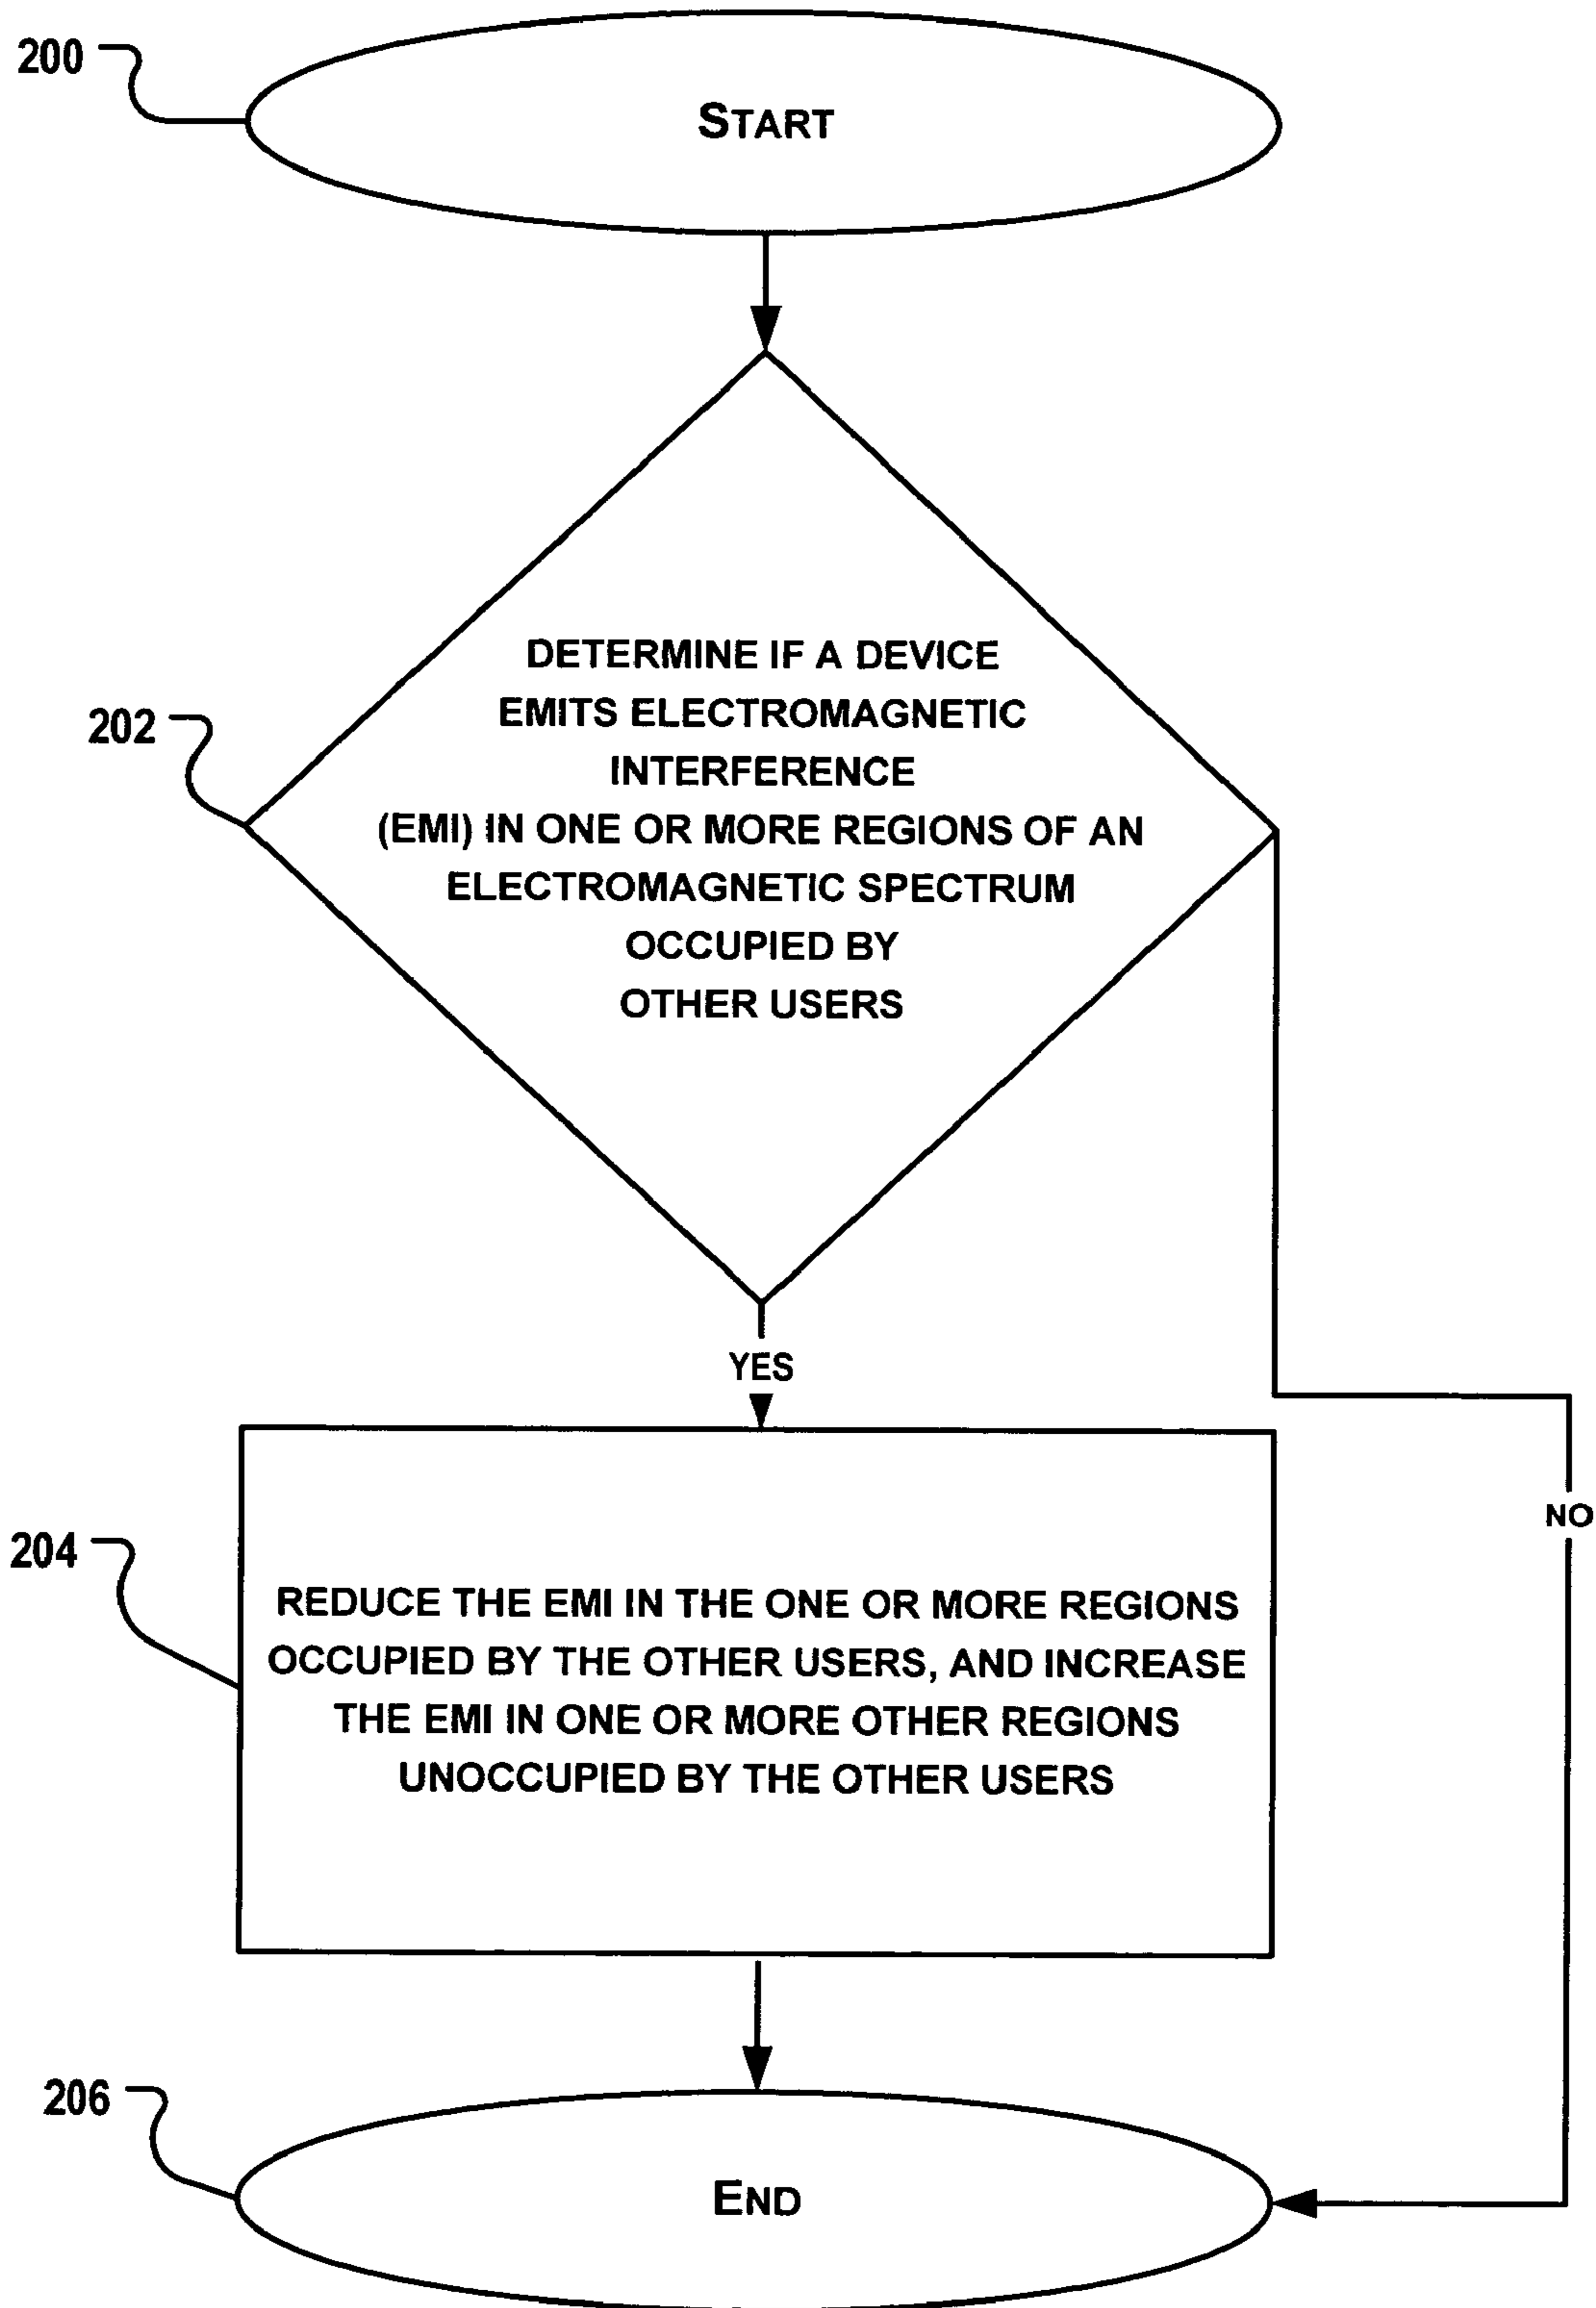 200
START
202
DETERMINE IF A DEVICE
EMITS ELECTROMAGNETIC
INTERFERENCE
(EMI) IN ONE OR MORE REGIONS OF AN
ELECTROMAGNETIC SPECTRUM
OCCUPIED BY
OTHER USERS
YES
NO
204
REDUCE THE EMI IN THE ONE OR MORE REGIONS
OCCUPIED BY THE OTHER USERS, AND INCREASE
THE EMI IN ONE OR MORE OTHER REGIONS
UNOCCUPIED BY THE OTHER USERS
206
END